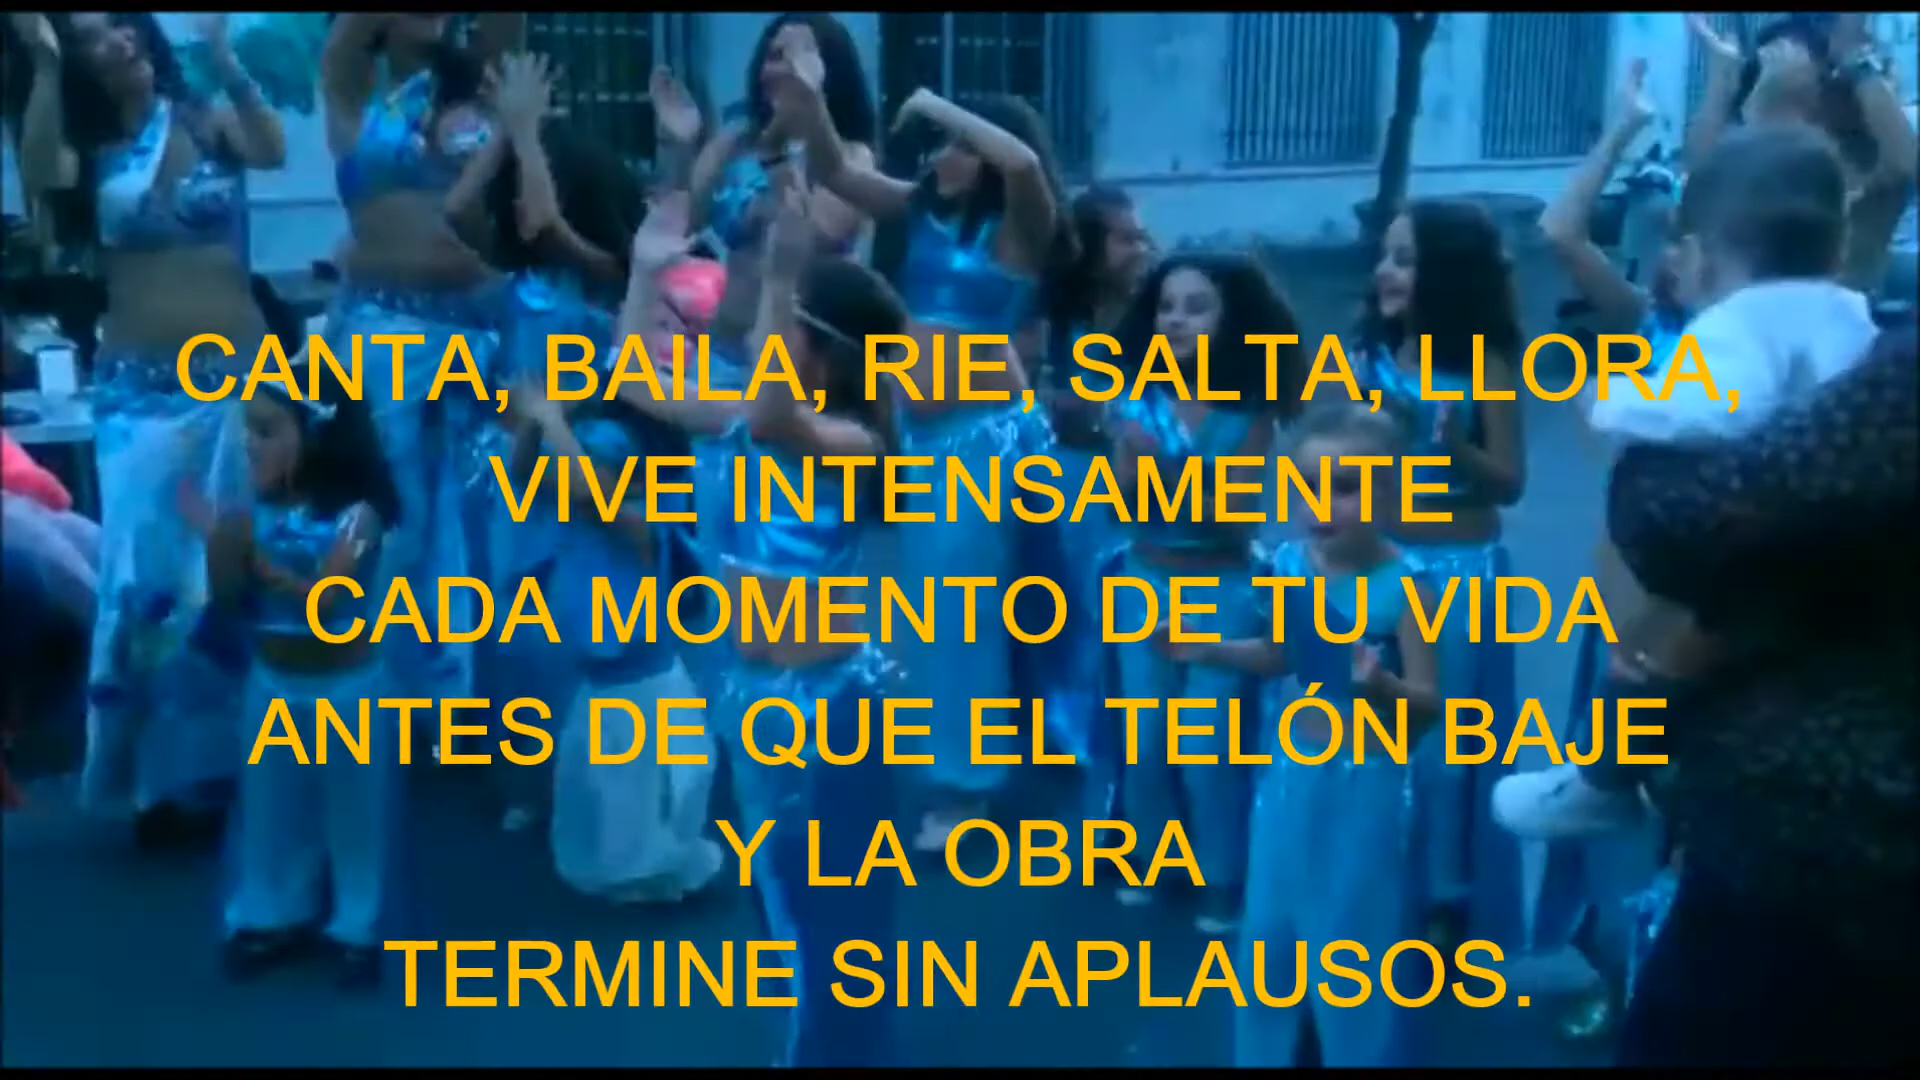 CANTA, BAILA, RIE, SALTA, LLORA,
VIVE INTENSAMENTE
CADA MOMENTO DE TU VIDA
ANTES DE QUE EL TELÓN BAJE
Y LA OBRA
TERMINE SIN APLAUSOS.